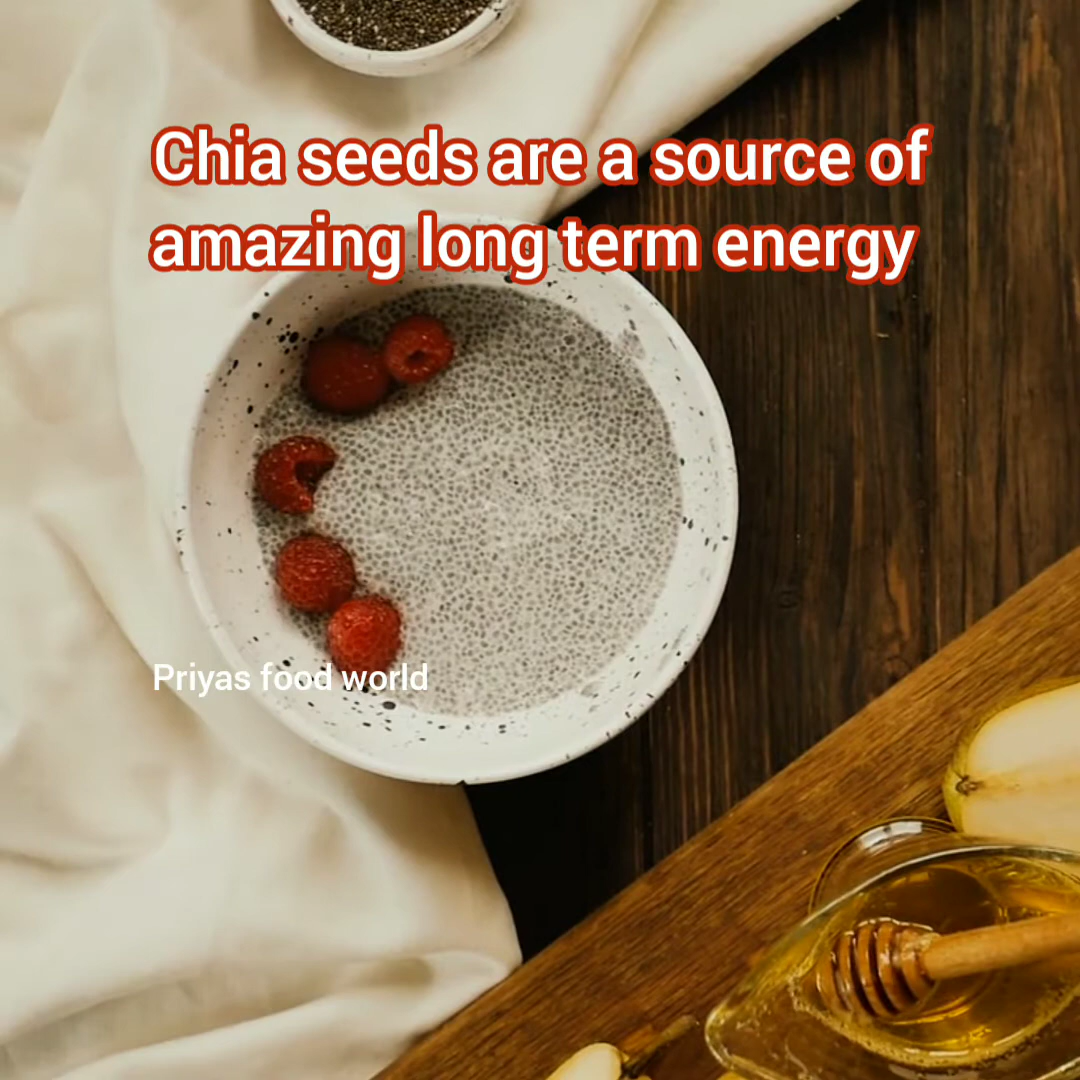 Chia seeds are a source of
amazing long term energy
Priyas food world